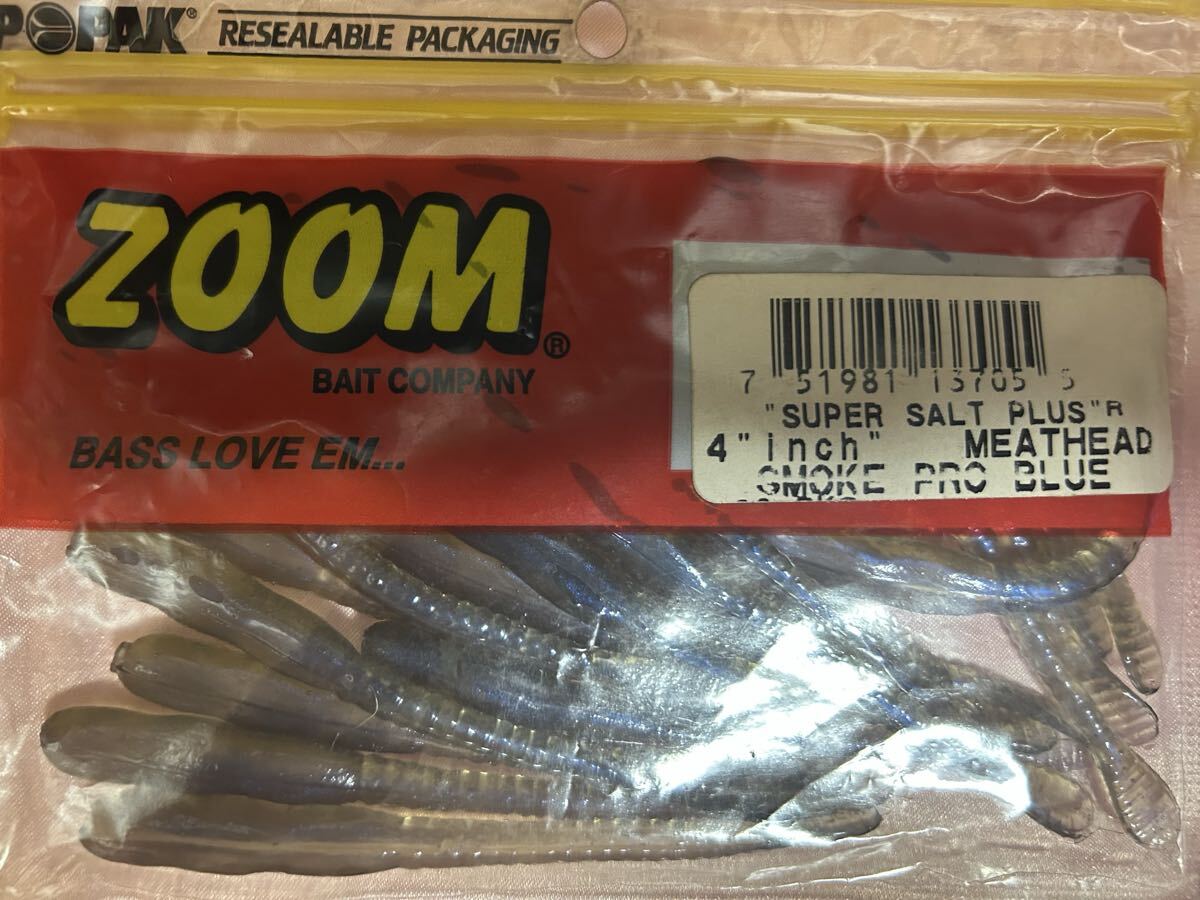 POPAK® RESEALABLE PACKAGING
ZOOM®
BAIT COMPANY
BASS LOVE EM...
7 51981 13705 5
"SUPER SALT PLUS"R
4"inch" MEATHEAD
SMOKE PRO BLUE